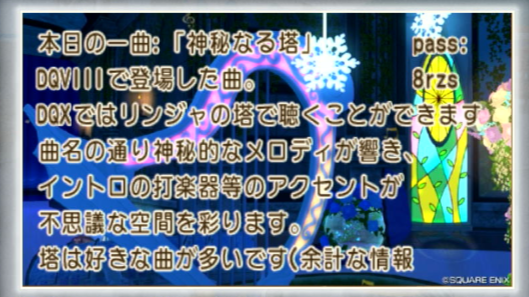 本日の一曲:「神秘なる塔」 pass:
DQVIIIで登場した曲。 8rzs
DQXではリンジャの塔で聴くことができます
曲名の通り神秘的なメロディが響き、
イントロの打楽器等のアクセントが
不思議な空間を彩ります。
塔は好きな曲が多いです(余計な情報
©SQUARE ENIX